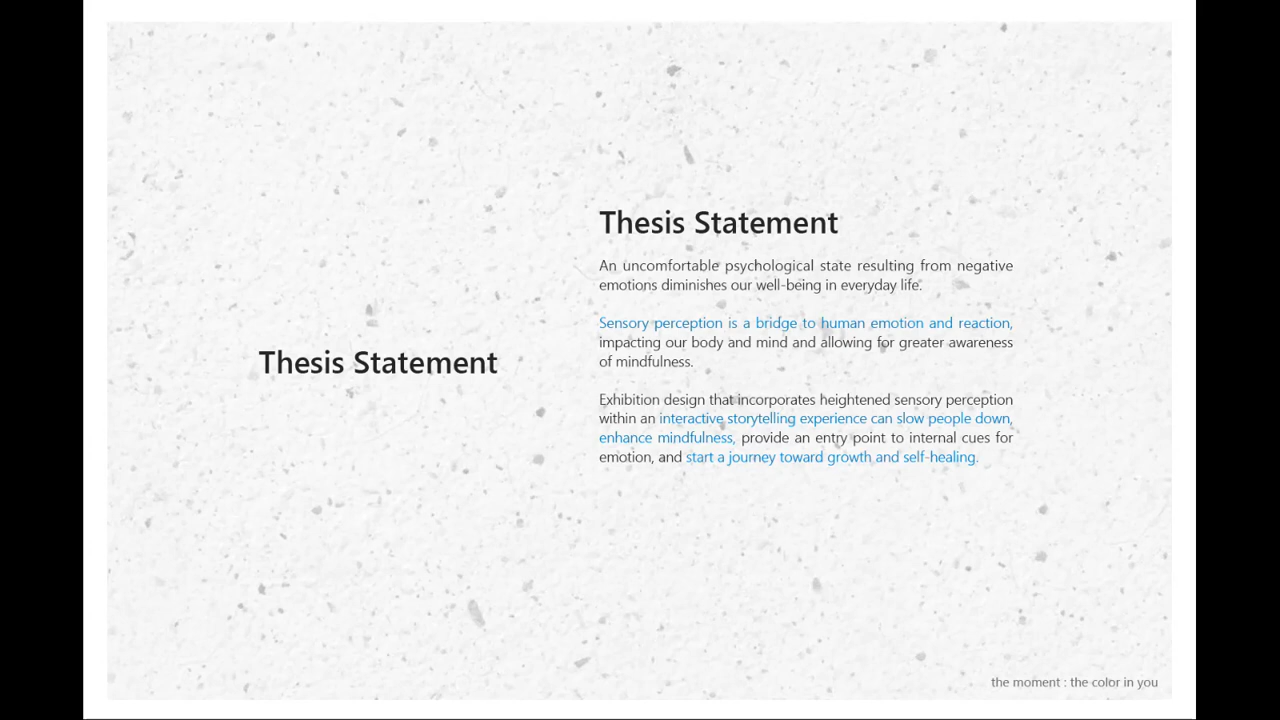 Thesis Statement
Thesis Statement
An uncomfortable psychological state resulting from negative
emotions diminishes our well-being in everyday life.
Sensory perception is a bridge to human emotion and reaction,
impacting our body and mind and allowing for greater awareness
of mindfulness.
Exhibition design that incorporates heightened sensory perception
within an interactive storytelling experience can slow people down,
enhance mindfulness, provide an entry point to internal cues for
emotion, and start a journey toward growth and self-healing.
the moment : the color in you